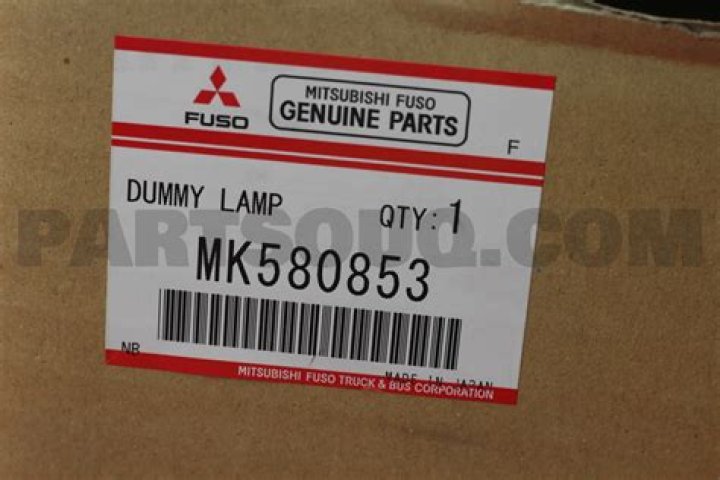 FUSO
MITSUBISHI FUSO
GENUINE PARTS
F
DUMMY LAMP QTY: 1
PARTSOUQ.COM
MK580853
NB
MADE IN JAPAN
MITSUBISHI FUSO TRUCK & BUS CORPORATION